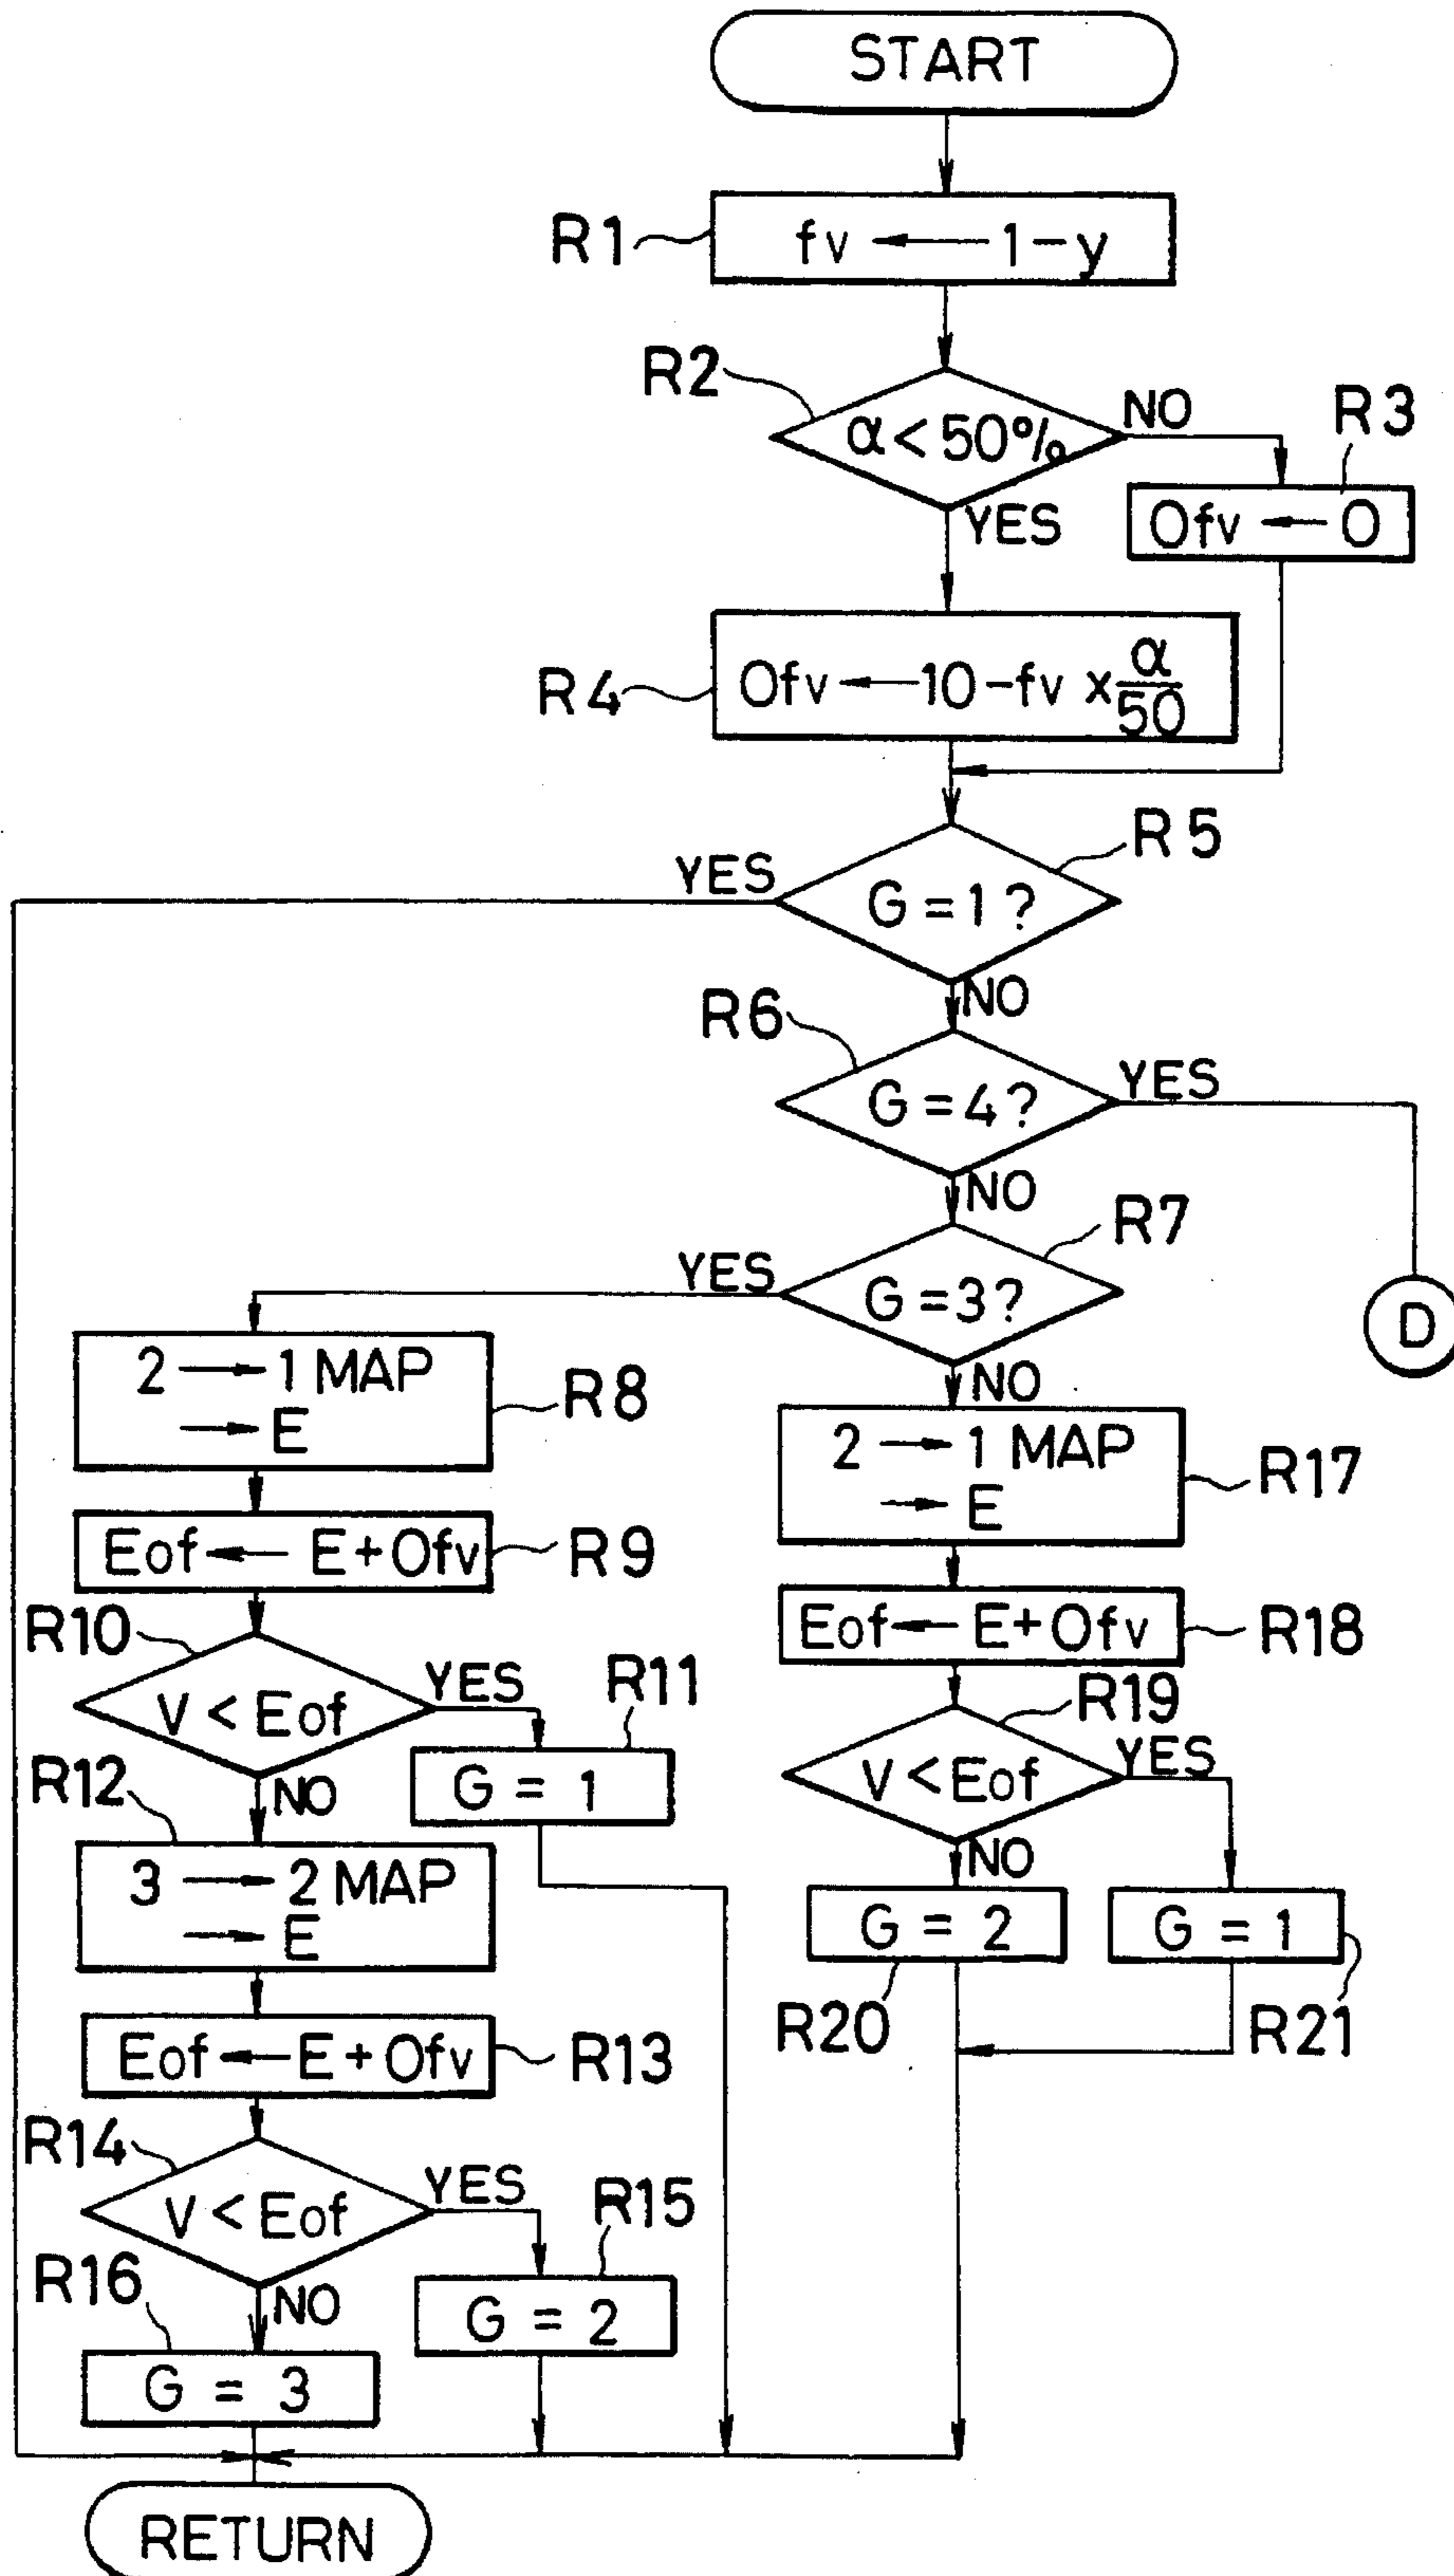 START
R1
fv ← 1-y
R2
α < 50%
NO
R3
YES
Ofv ← O
R4
Ofv ← 10-fv x α/50
R5
YES
G = 1 ?
NO
R6
G = 4 ?
YES
NO
R7
YES
G = 3 ?
D
NO
2 → 1 MAP
→ E
R8
2 → 1 MAP
→ E
R17
Eof ← E+Ofv
R9
Eof ← E+Ofv
R18
R10
V < Eof
YES
R11
NO
G = 1
R19
V < Eof
YES
NO
R12
3 → 2 MAP
→ E
G = 2
G = 1
R20
R21
Eof ← E+Ofv
R13
R14
V < Eof
YES
R15
NO
G = 2
R16
G = 3
RETURN